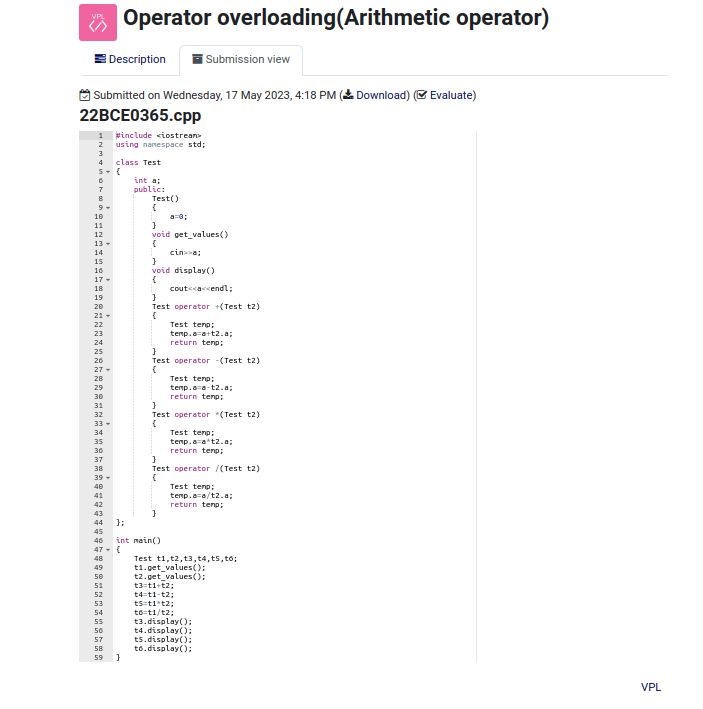 VPL
</>
Operator overloading(Arithmetic operator)
Description
Submission view
Submitted on Wednesday, 17 May 2023, 4:18 PM (Download) (Evaluate)
22BCE0365.cpp
1 #include <iostream>
2 using namespace std;
3
4 class Test
5 {
6     int a;
7     public:
8         Test()
9         {
10             a=0;
11         }
12         void get_values()
13         {
14             cin>>a;
15         }
16         void display()
17         {
18             cout<<a<<endl;
19         }
20         Test operator +(Test t2)
21         {
22             Test temp;
23             temp.a=a+t2.a;
24             return temp;
25         }
26         Test operator -(Test t2)
27         {
28             Test temp;
29             temp.a=a-t2.a;
30             return temp;
31         }
32         Test operator *(Test t2)
33         {
34             Test temp;
35             temp.a=a*t2.a;
36             return temp;
37         }
38         Test operator /(Test t2)
39         {
40             Test temp;
41             temp.a=a/t2.a;
42             return temp;
43         }
44 };
45
46 int main()
47 {
48     Test t1,t2,t3,t4,t5,t6;
49     t1.get_values();
50     t2.get_values();
51     t3=t1+t2;
52     t4=t1-t2;
53     t5=t1*t2;
54     t6=t1/t2;
55     t3.display();
56     t4.display();
57     t5.display();
58     t6.display();
59 }
VPL